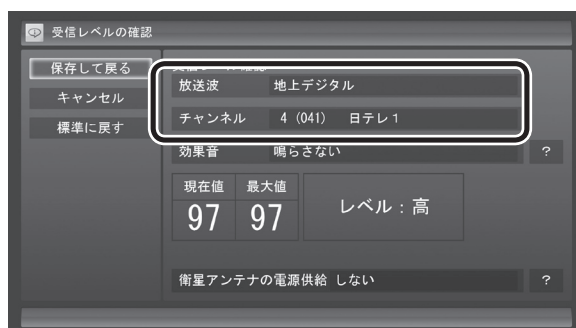 受信レベルの確認
保存して戻る
キャンセル
標準に戻す
放送波 地上デジタル
チャンネル 4 (041) 日テレ1
効果音 鳴らさない ?
現在値 最大値
97 97
レベル:高
衛星アンテナの電源供給 しない ?